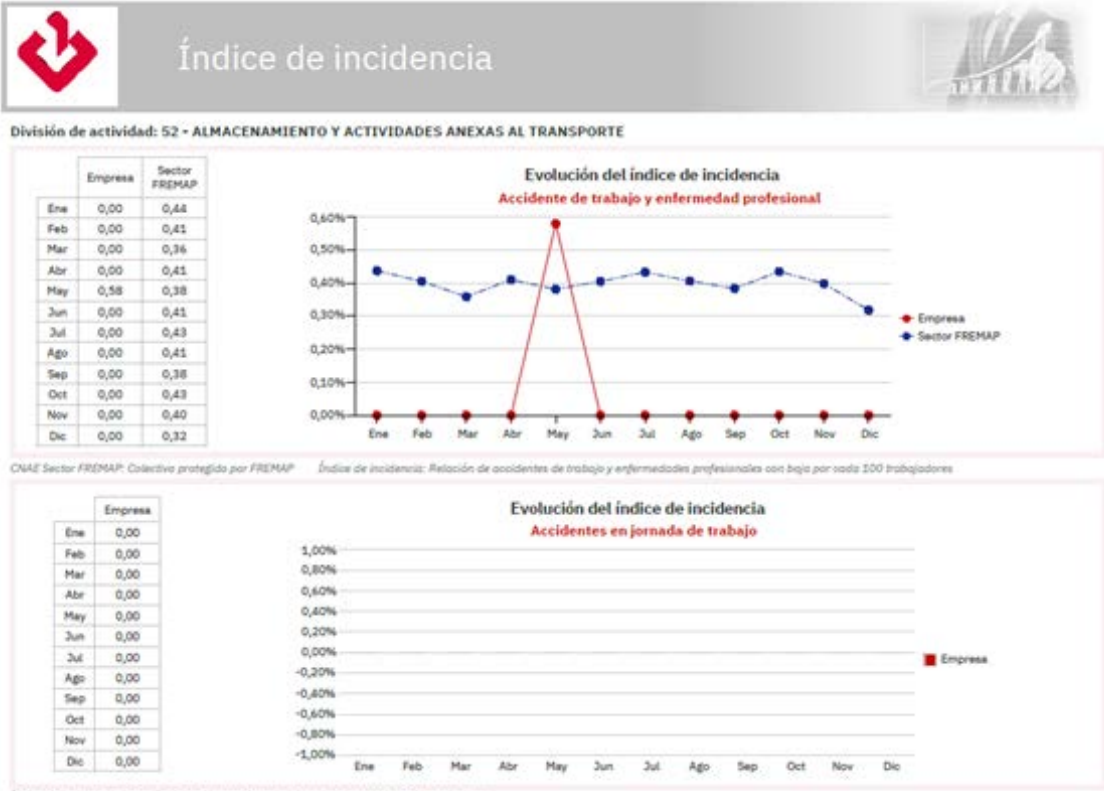 Índice de incidencia
División de actividad: 52 - ALMACENAMIENTO Y ACTIVIDADES ANEXAS AL TRANSPORTE
Empresa Sector FREMAP
Ene 0,00 0,44
Feb 0,00 0,41
Mar 0,00 0,36
Abr 0,00 0,41
May 0,58 0,38
Jun 0,00 0,41
Jul 0,00 0,43
Ago 0,00 0,41
Sep 0,00 0,38
Oct 0,00 0,43
Nov 0,00 0,40
Dic 0,00 0,32
Evolución del índice de incidencia
Accidente de trabajo y enfermedad profesional
0,60%
0,50%
0,40%
0,30%
0,20%
0,10%
0,00%
Ene Feb Mar Abr May Jun Jul Ago Sep Oct Nov Dic
Empresa
Sector FREMAP
CNAE Sector FREMAP: Colectivo protegido por FREMAP Índice de incidencia: Relación de accidentes de trabajo y enfermedades profesionales con baja por cada 100 trabajadores
Empresa
Ene 0,00
Feb 0,00
Mar 0,00
Abr 0,00
May 0,00
Jun 0,00
Jul 0,00
Ago 0,00
Sep 0,00
Oct 0,00
Nov 0,00
Dic 0,00
Evolución del índice de incidencia
Accidentes en jornada de trabajo
1,00%
0,80%
0,60%
0,40%
0,20%
0,00%
-0,20%
-0,40%
-0,60%
-0,80%
-1,00%
Ene Feb Mar Abr May Jun Jul Ago Sep Oct Nov Dic
Empresa